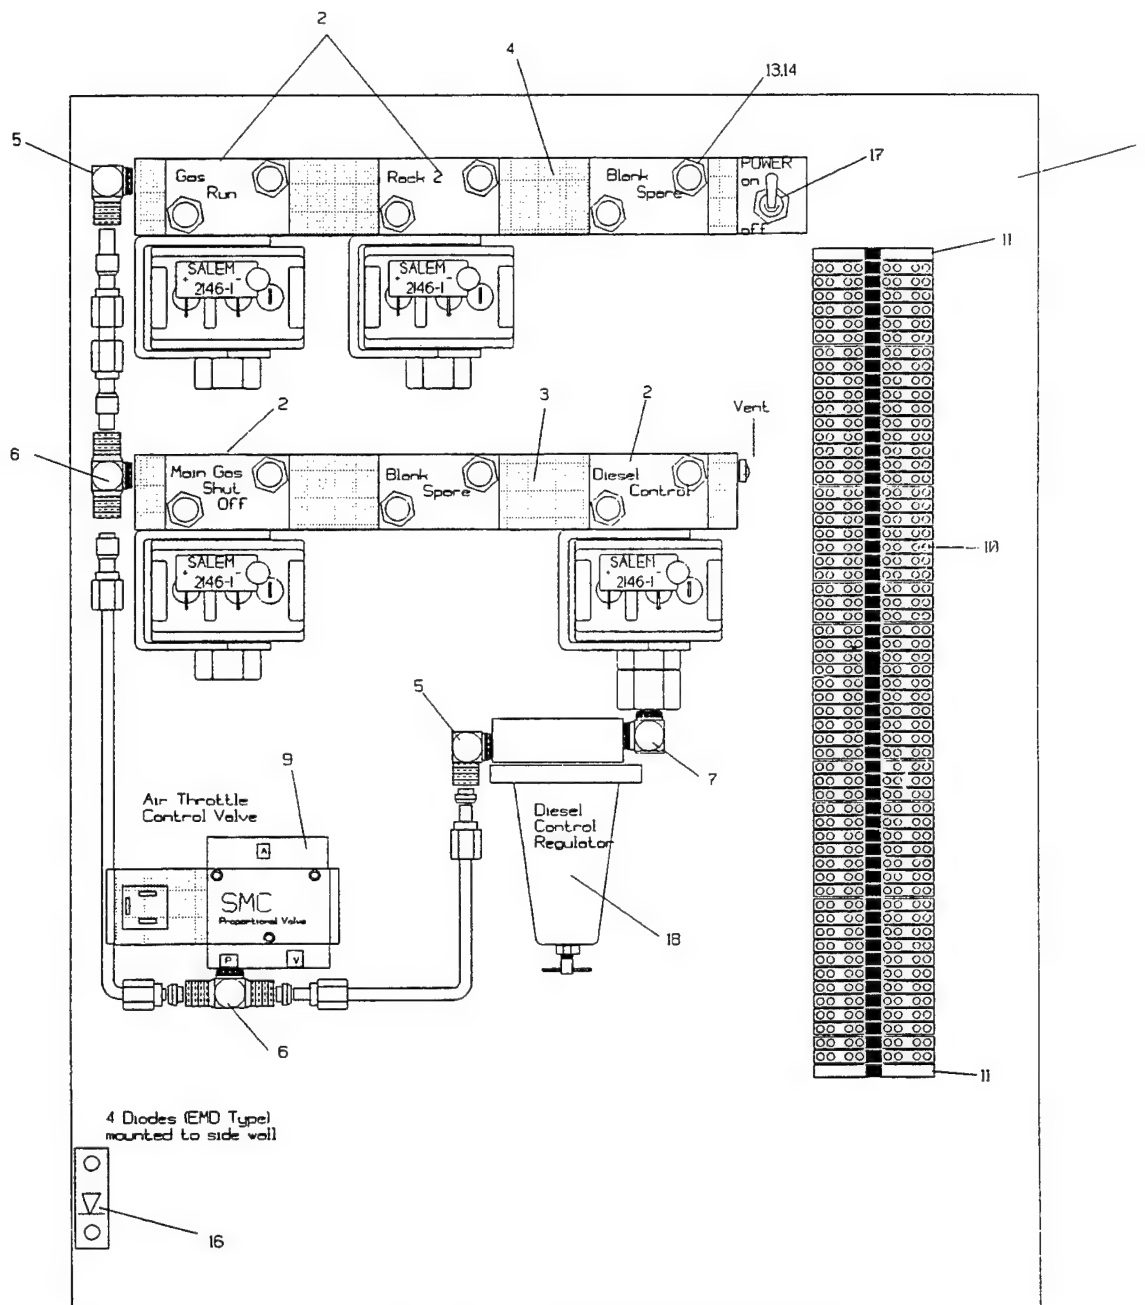 2
4
13,14
5
17
Gas
Run
Rack 2
Blank
Spare
POWER
on
off
11
SALEM
2146-1
SALEM
2146-1
2
3
2
Vent
6
Main Gas
Shut
Off
Blank
Spare
Diesel
Control
10
SALEM
2146-1
SALEM
2146-1
5
7
9
Air Throttle
Control Valve
A
Diesel
Control
Regulator
SMC
Proportional Valve
18
P
V
6
11
4 Diodes (EMD Type)
mounted to side wall
16